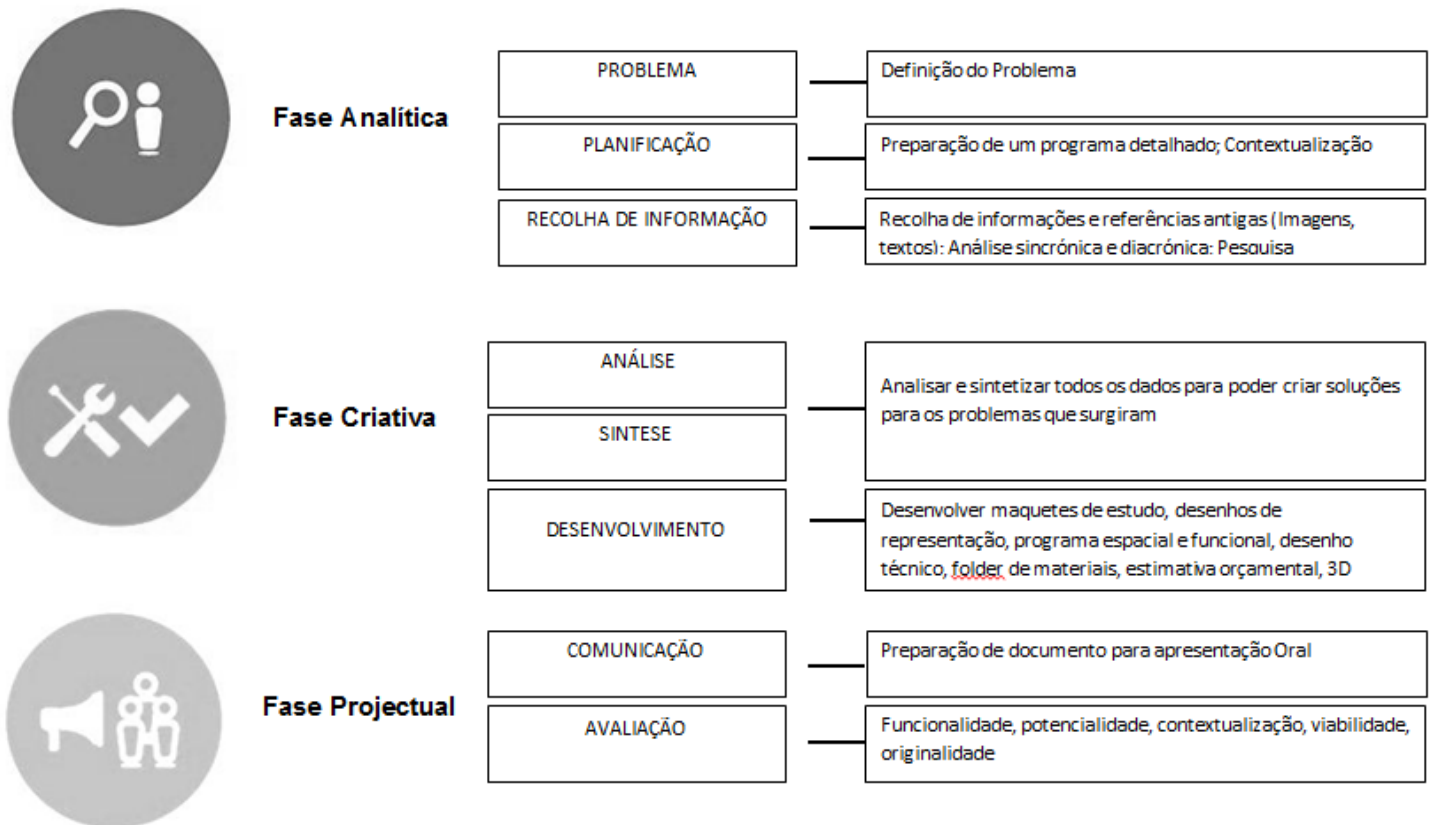 Fase Analítica
PROBLEMA
Definição do Problema
PLANIFICAÇÃO
Preparação de um programa detalhado; Contextualização
RECOLHA DE INFORMAÇÃO
Recolha de informações e referências antigas (Imagens,
textos); Análise sincrónica e diacrónica; Pesquisa
Fase Criativa
ANÁLISE
SINTESE
Analisar e sintetizar todos os dados para poder criar soluções
para os problemas que surgiram
DESENVOLVIMENTO
Desenvolver maquetes de estudo, desenhos de
representação, programa espacial e funcional, desenho
técnico, folder de materiais, estimativa orçamental, 3D
Fase Projectual
COMUNICAÇÃO
Preparação de documento para apresentação Oral
AVALIAÇÃO
Funcionalidade, potencialidade, contextualização, viabilidade,
originalidade